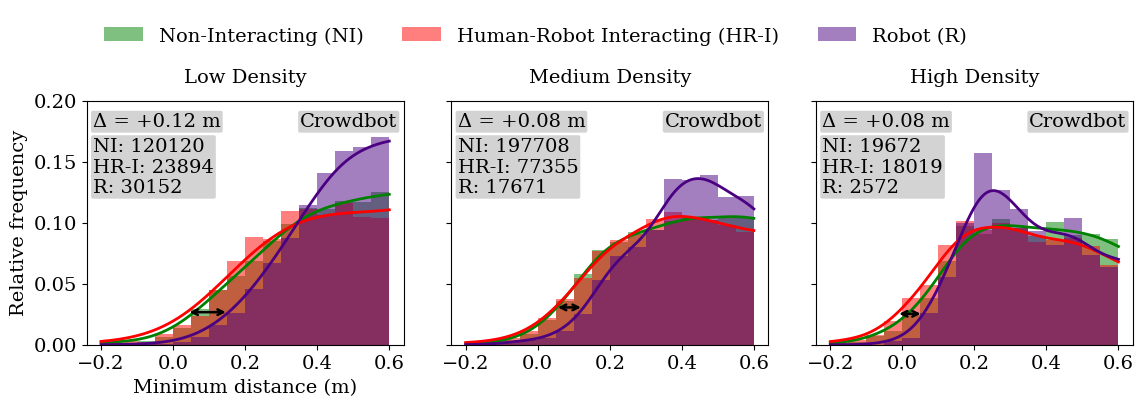 Non-Interacting (NI) Human-Robot Interacting (HR-I) Robot (R)
Low Density Medium Density High Density
Relative frequency
0.20
0.15
0.10
0.05
0.00
Δ = +0.12 m Crowdbot
NI: 120120
HR-I: 23894
R: 30152
−0.2 0.0 0.2 0.4 0.6
Minimum distance (m)
Δ = +0.08 m Crowdbot
NI: 197708
HR-I: 77355
R: 17671
−0.2 0.0 0.2 0.4 0.6
Δ = +0.08 m Crowdbot
NI: 19672
HR-I: 18019
R: 2572
−0.2 0.0 0.2 0.4 0.6